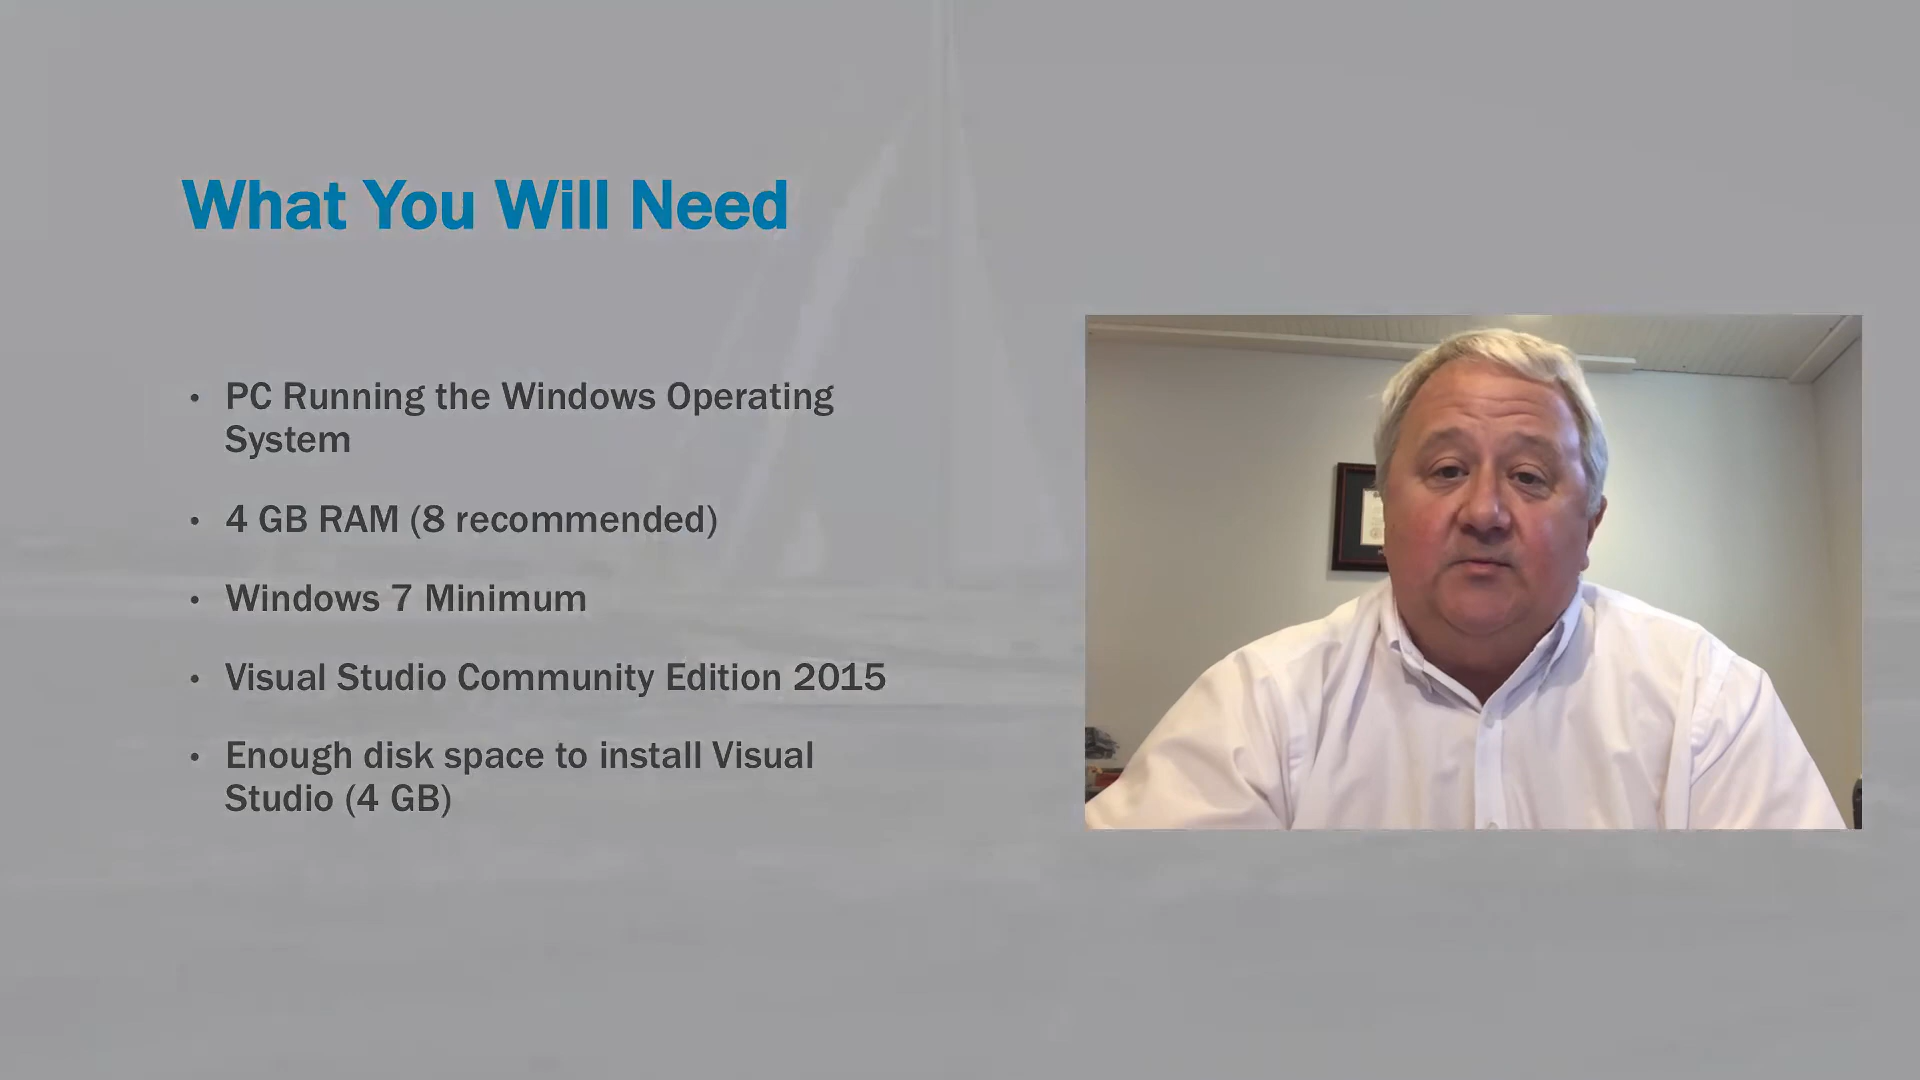 What You Will Need
• PC Running the Windows Operating
System
• 4 GB RAM (8 recommended)
• Windows 7 Minimum
• Visual Studio Community Edition 2015
• Enough disk space to install Visual
Studio (4 GB)